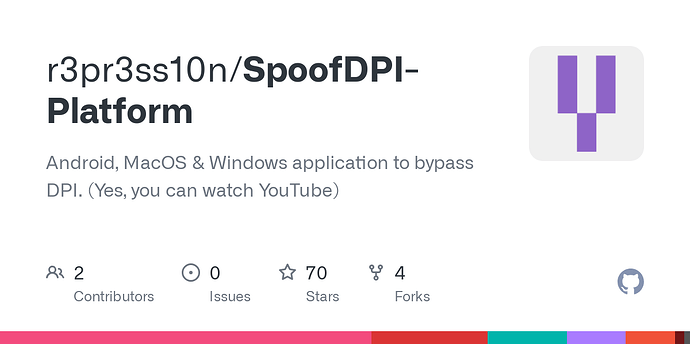 r3pr3ss10n/SpoofDPI-
Platform
Android, MacOS & Windows application to bypass
DPI. (Yes, you can watch YouTube)
2 0 70 4
Contributors Issues Stars Forks